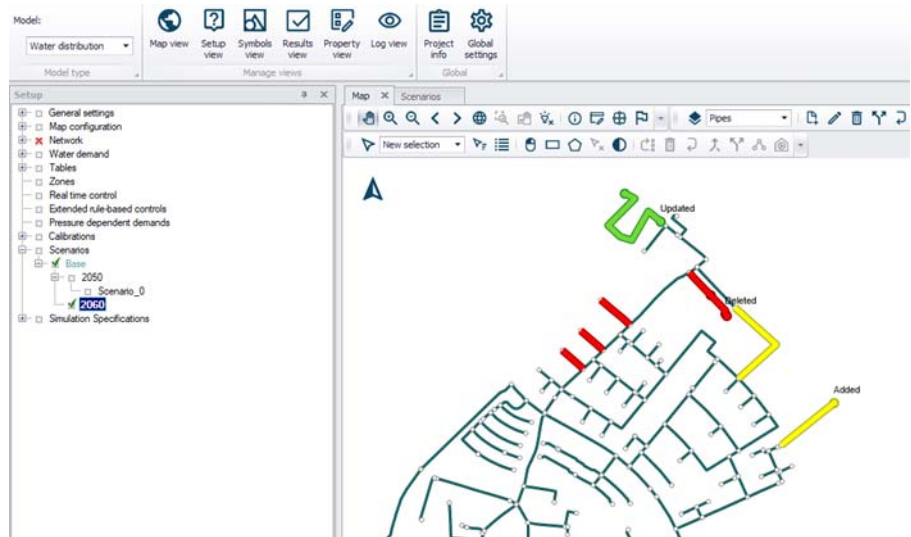 Model:
Water distribution
Model type
Map view
Setup view
Symbols view
Results view
Property view
Log view
Manage views
Project info
Global settings
Global
Setup
General settings
Map configuration
Network
Water demand
Tables
Zones
Real time control
Extended rule-based controls
Pressure dependent demands
Calibrations
Scenarios
Base
2050
Scenario_0
2060
Simulation Specifications
Map
Scenarios
Pipes
New selection
Updated
Deleted
Added